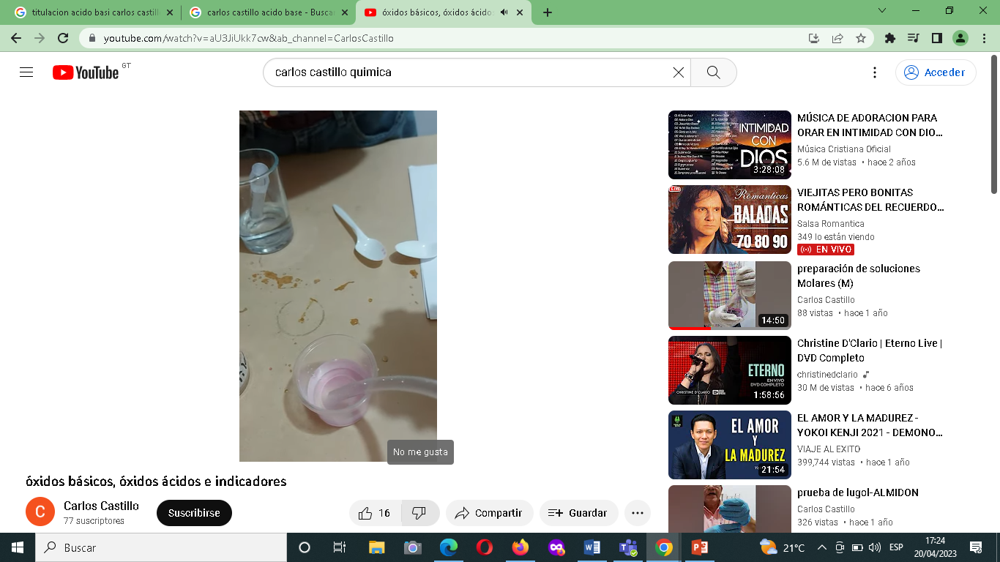 titulacion acido basi carlos castill
carlos castillo acido base - Buscar
óxidos básicos, óxidos ácidos
youtube.com/watch?v=aU3JiUkk7cw&ab_channel=CarlosCastillo
YouTube GT
carlos castillo quimica
Acceder
No me gusta
óxidos básicos, óxidos ácidos e indicadores
C
Carlos Castillo
77 suscriptores
Suscribirse
16
Compartir
Guardar
INTIMIDAD
CON
DIOS
3:28:08
MÚSICA DE ADORACION PARA
ORAR EN INTIMIDAD CON DIO...
Música Cristiana Oficial
5.6 M de vistas • hace 2 años
LIVE
Romanticas
BALADAS
70 80 90
VIEJITAS PERO BONITAS
ROMÁNTICAS DEL RECUERDO...
Salsa Romantica
349 lo están viendo
EN VIVO
14:50
preparación de soluciones
Molares (M)
Carlos Castillo
88 vistas • hace 1 año
ETERNO
EN VIVO
DVD COMPLETO
CHRISTINE D'CLARIO
1:58:56
Christine D'Clario | Eterno Live |
DVD Completo
christinedclario
30 M de vistas • hace 6 años
EL AMOR
Y
LA MADUREZ
21:54
EL AMOR Y LA MADUREZ -
YOKOI KENJI 2021 - DEMONO...
VIAJE AL EXITO
399,744 vistas • hace 1 año
prueba de lugol-ALMIDON
Carlos Castillo
326 vistas • hace 1 año
Buscar
21°C
ESP
17:24
20/04/2023